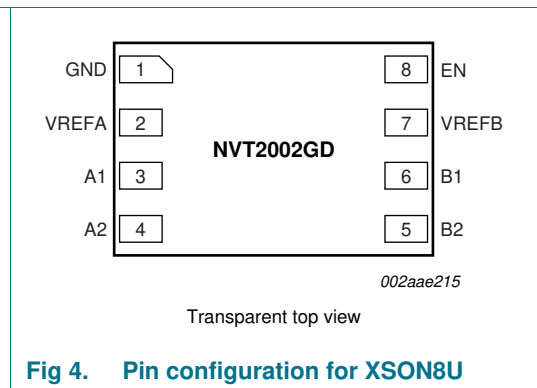 GND 1 8 EN
VREFA 2 7 VREFB
NVT2002GD
A1 3 6 B1
A2 4 5 B2
002aae215
Transparent top view
Fig 4. Pin configuration for XSON8U